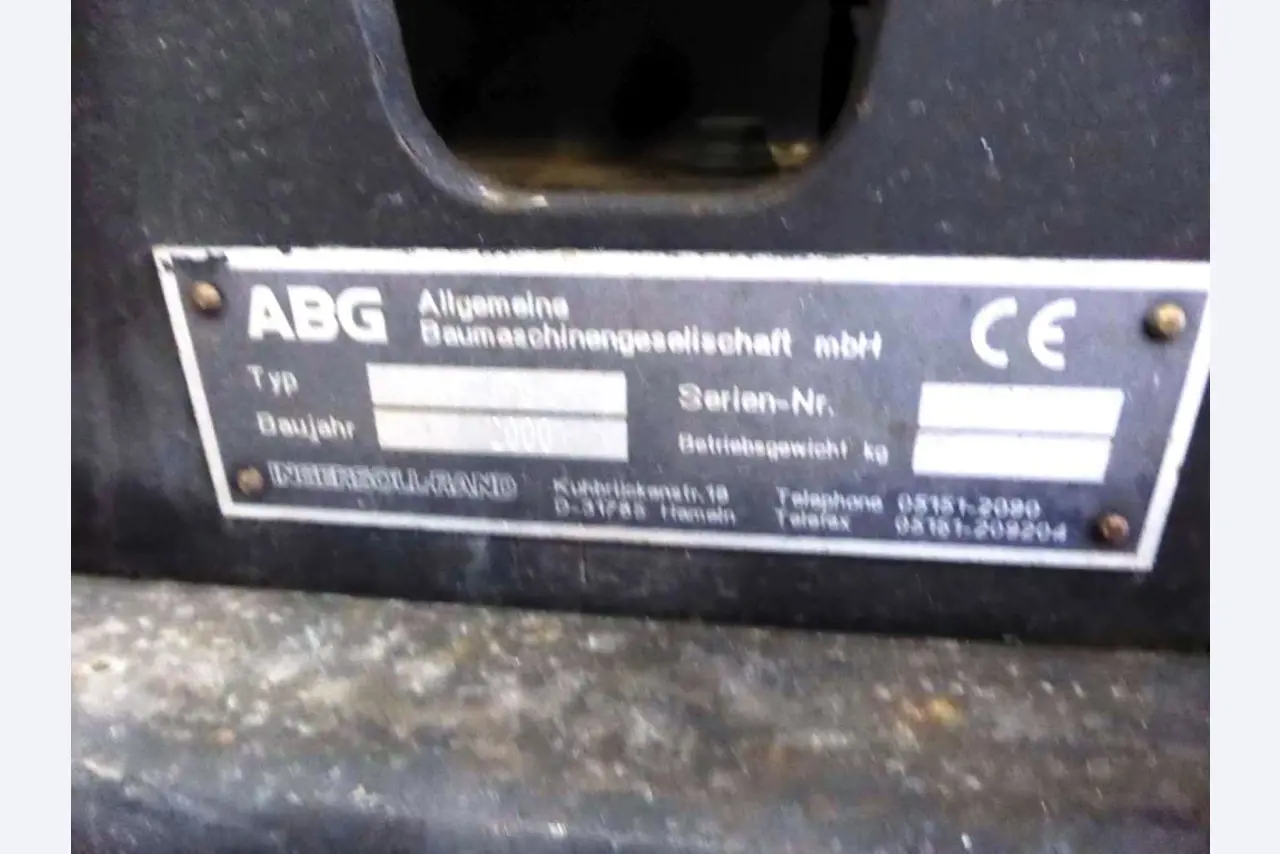 ABG Allgemeine
Baumaschinengesellschaft mbH CE
Typ Serien-Nr.
Baujahr 2000 Betriebsgewicht kg
INGERSOLL-RAND Kuhbrückenstr. 18 Telephone 05151-2090
D-31785 Hameln Telefax 05151-209204